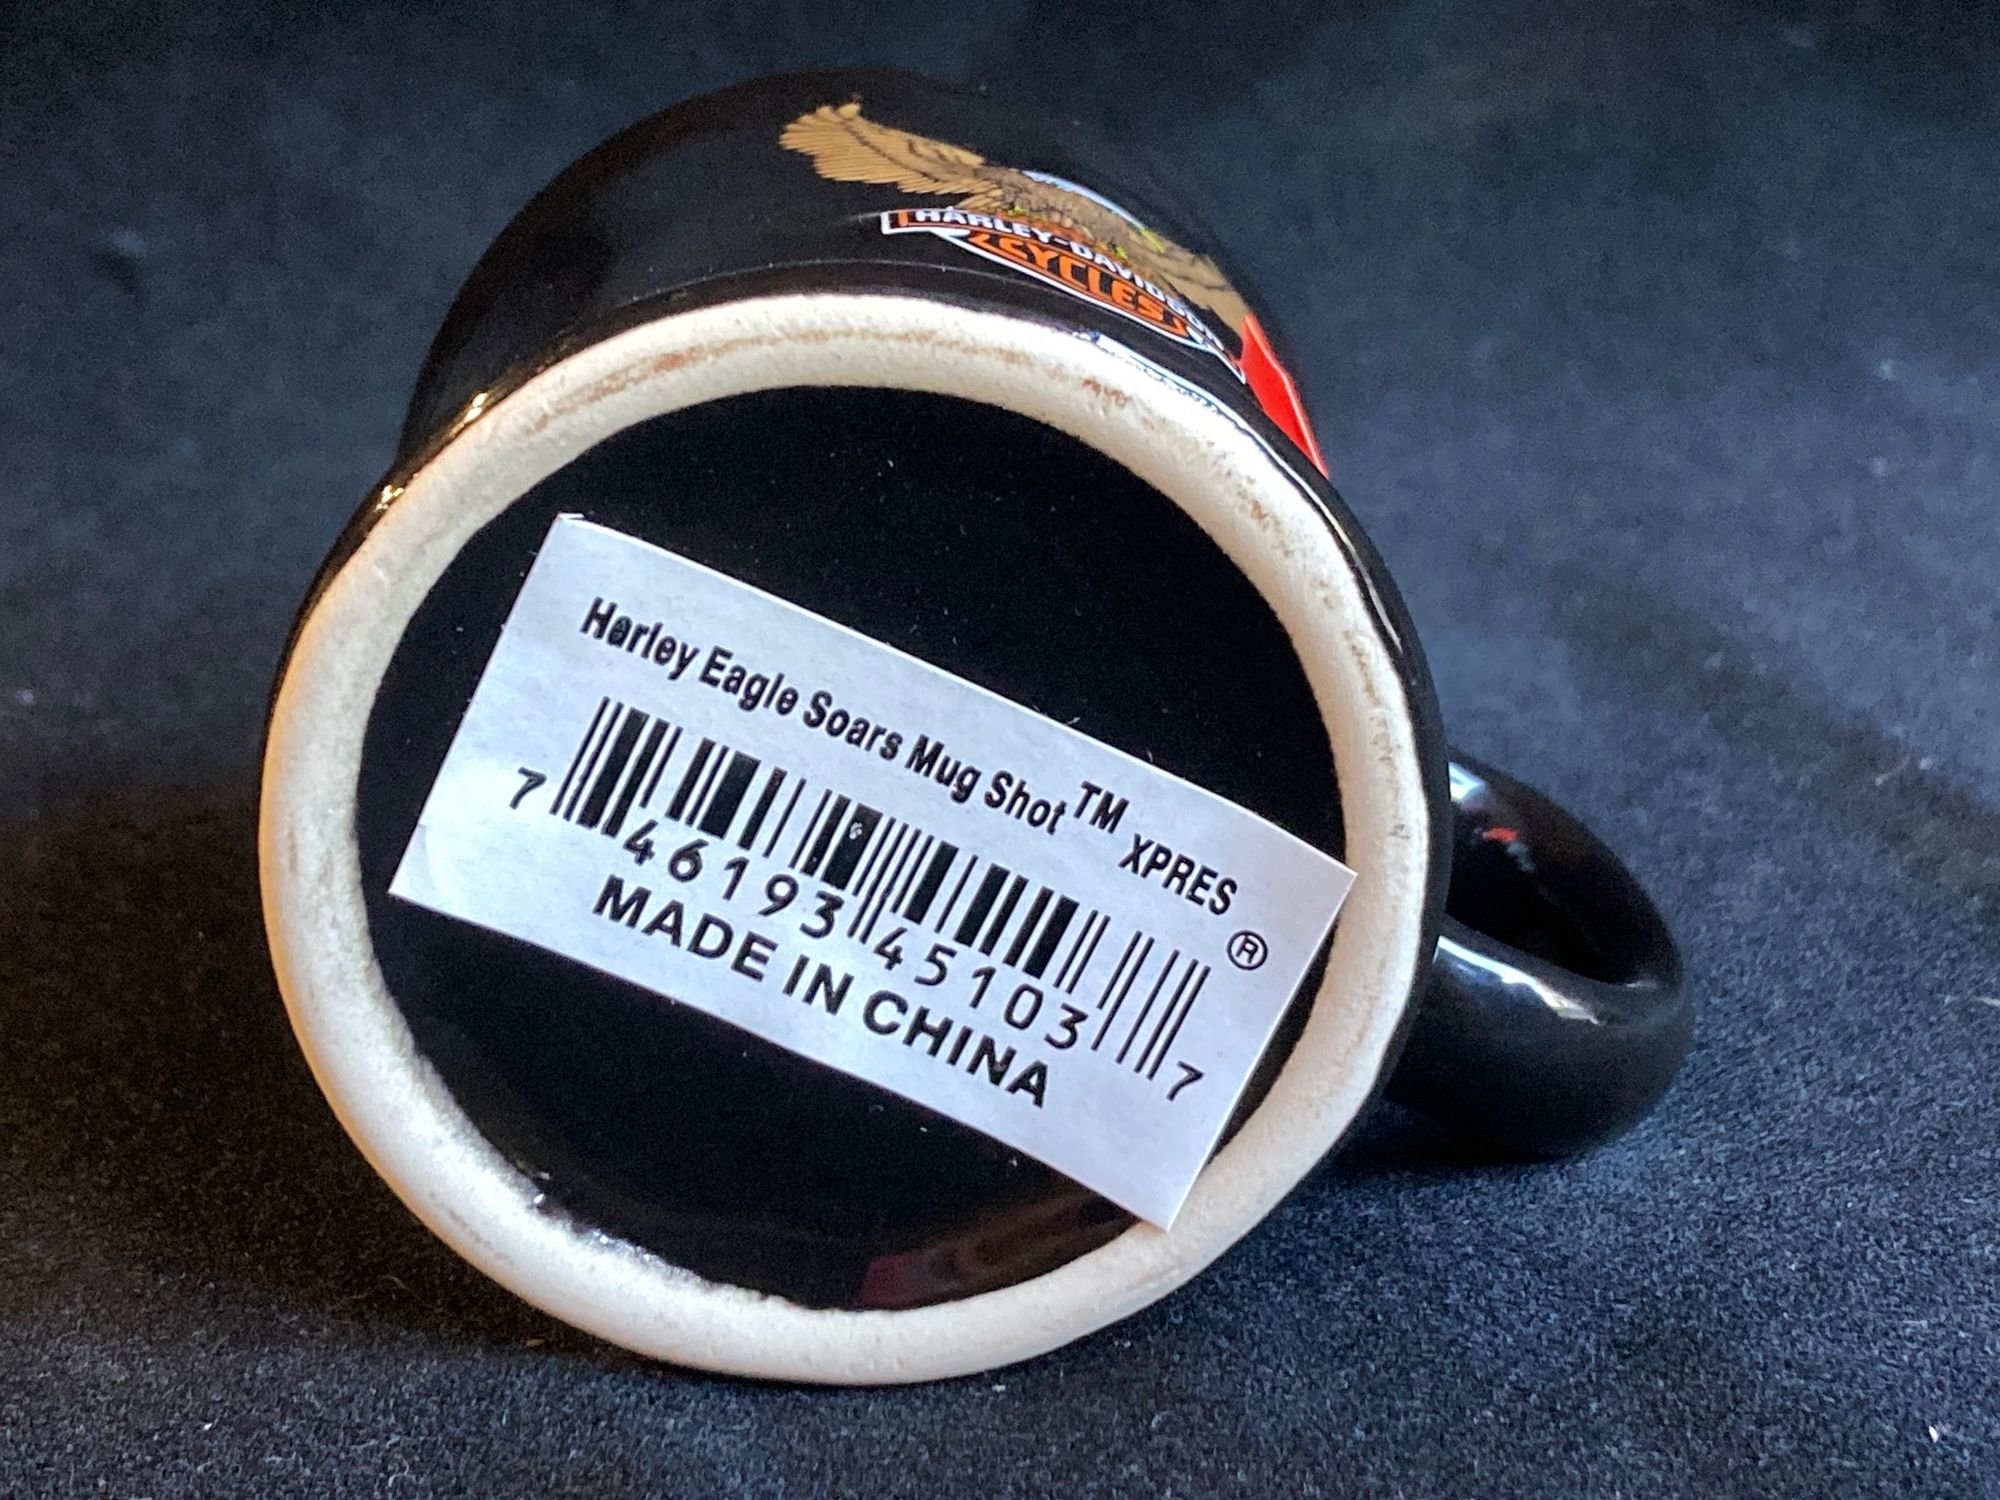 HARLEY-DAVIDSON
CYCLES
Harley Eagle Soars Mug Shot™ XPRES®
7 46193 45103 7
MADE IN CHINA